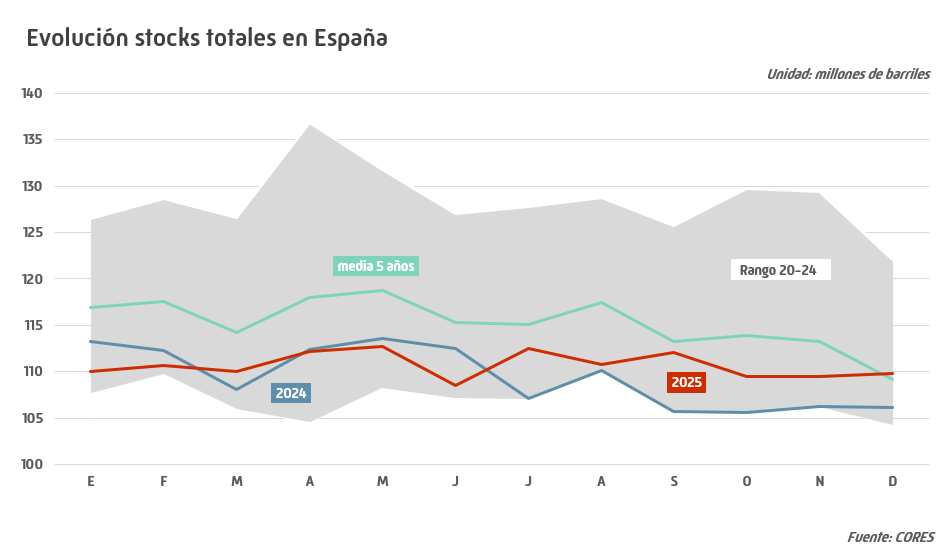 Evolución stocks totales en España
Unidad: millones de barriles
140
135
130
125
120
115
110
105
100
media 5 años
Rango 20-24
2024
2025
E F M A M J J A S O N D
Fuente: CORES